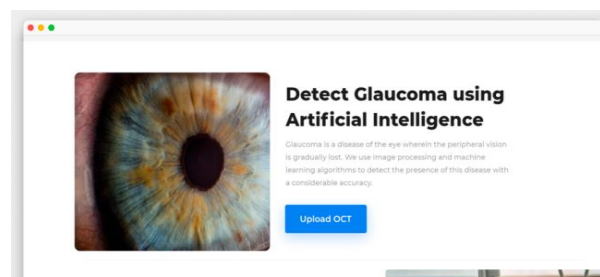 Detect Glaucoma using
Artificial Intelligence
Glaucoma is a disease of the eye wherein the peripheral vision
is gradually lost. We use image processing and machine
learning algorithms to detect the presence of this disease with
a considerable accuracy.
Upload OCT